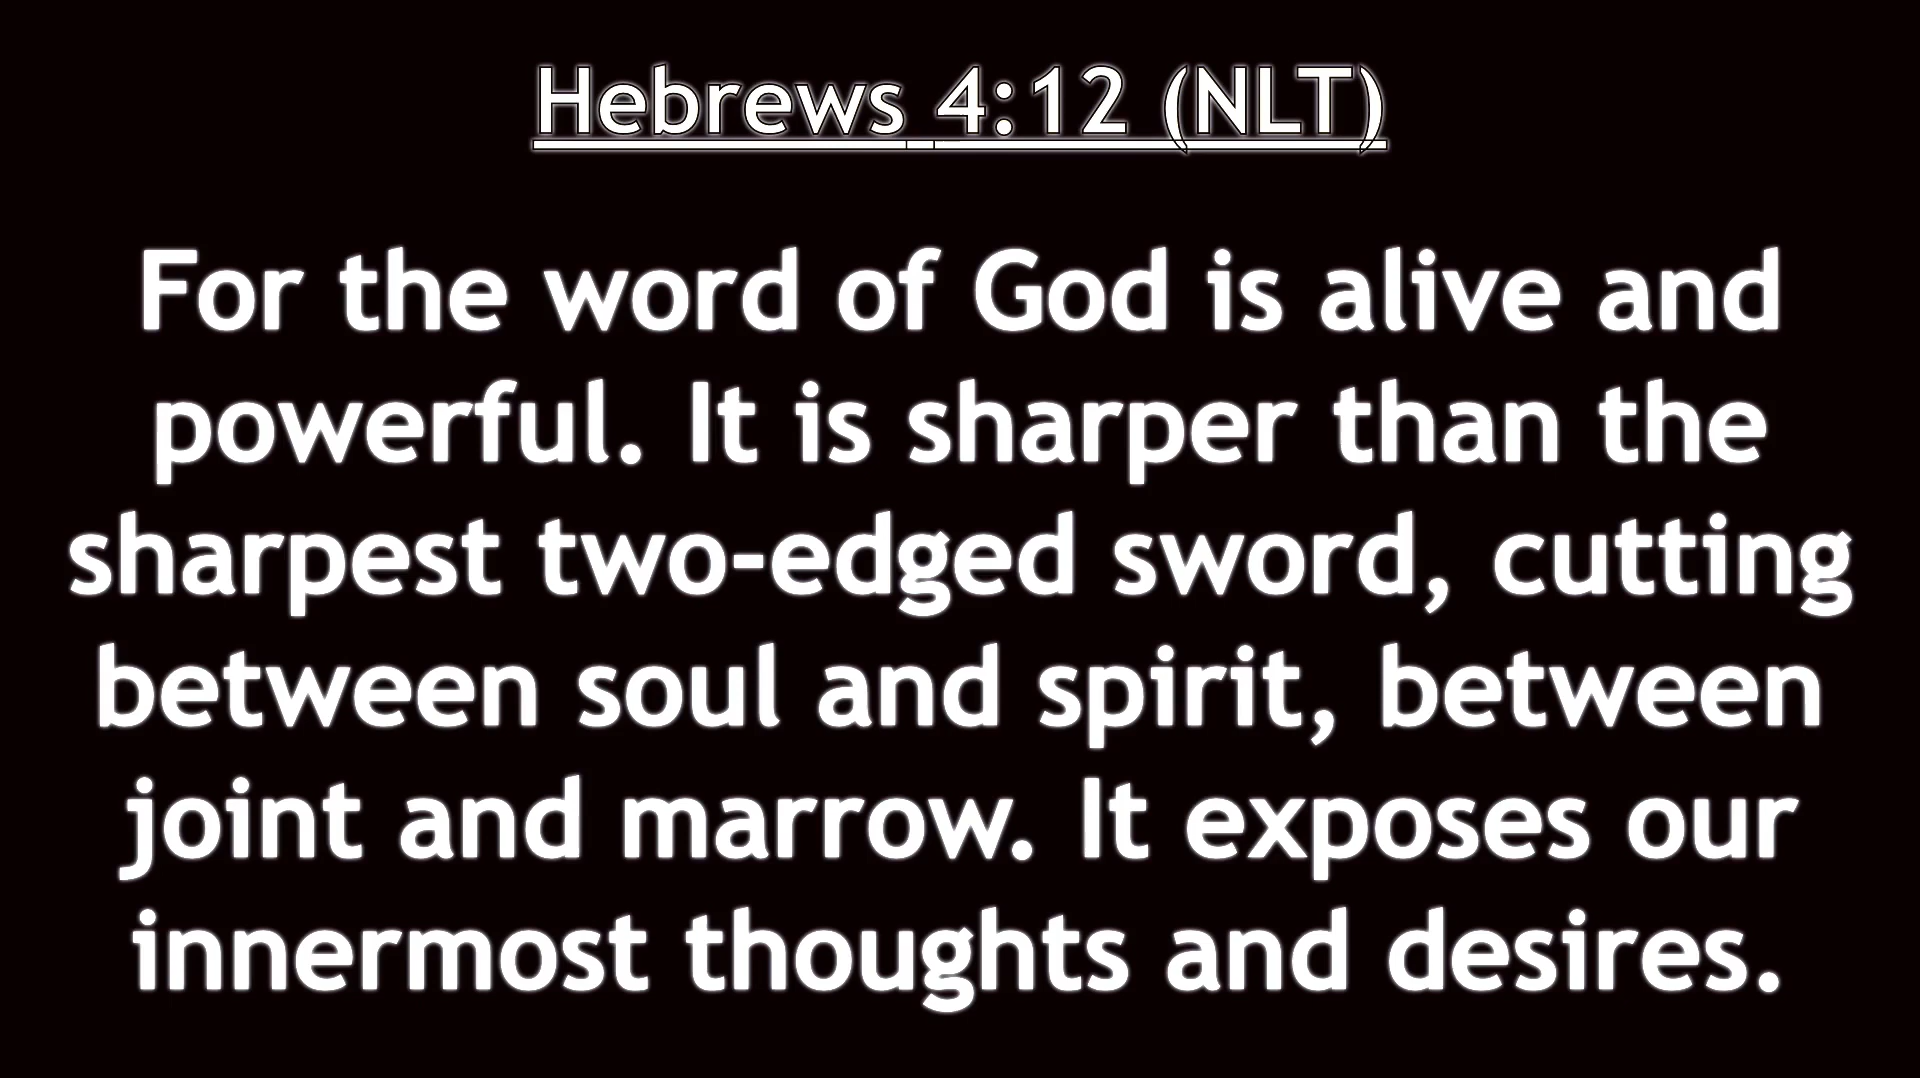 Hebrews 4:12 (NLT)
For the word of God is alive and
powerful. It is sharper than the
sharpest two-edged sword, cutting
between soul and spirit, between
joint and marrow. It exposes our
innermost thoughts and desires.